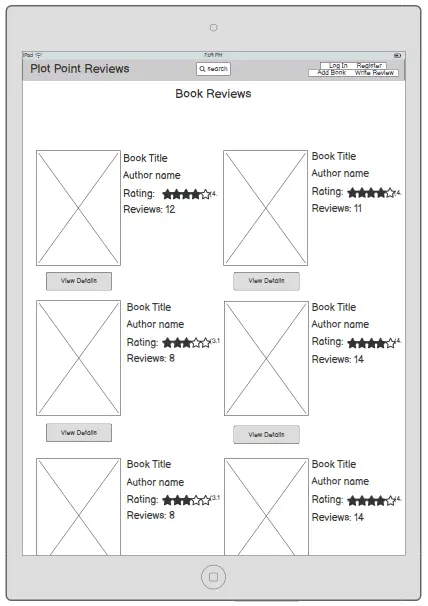 iPad 7:09 PM
Plot Point Reviews
Search
Log In Register
Add Book Write Review
Book Reviews
Book Title
Author name
Rating: (4.
Reviews: 12
View Details
Book Title
Author name
Rating: (4.
Reviews: 11
View Details
Book Title
Author name
Rating: (3.1
Reviews: 8
View Details
Book Title
Author name
Rating: (4.
Reviews: 14
View Details
Book Title
Author name
Rating: (3.1
Reviews: 8
Book Title
Author name
Rating: (4.
Reviews: 14